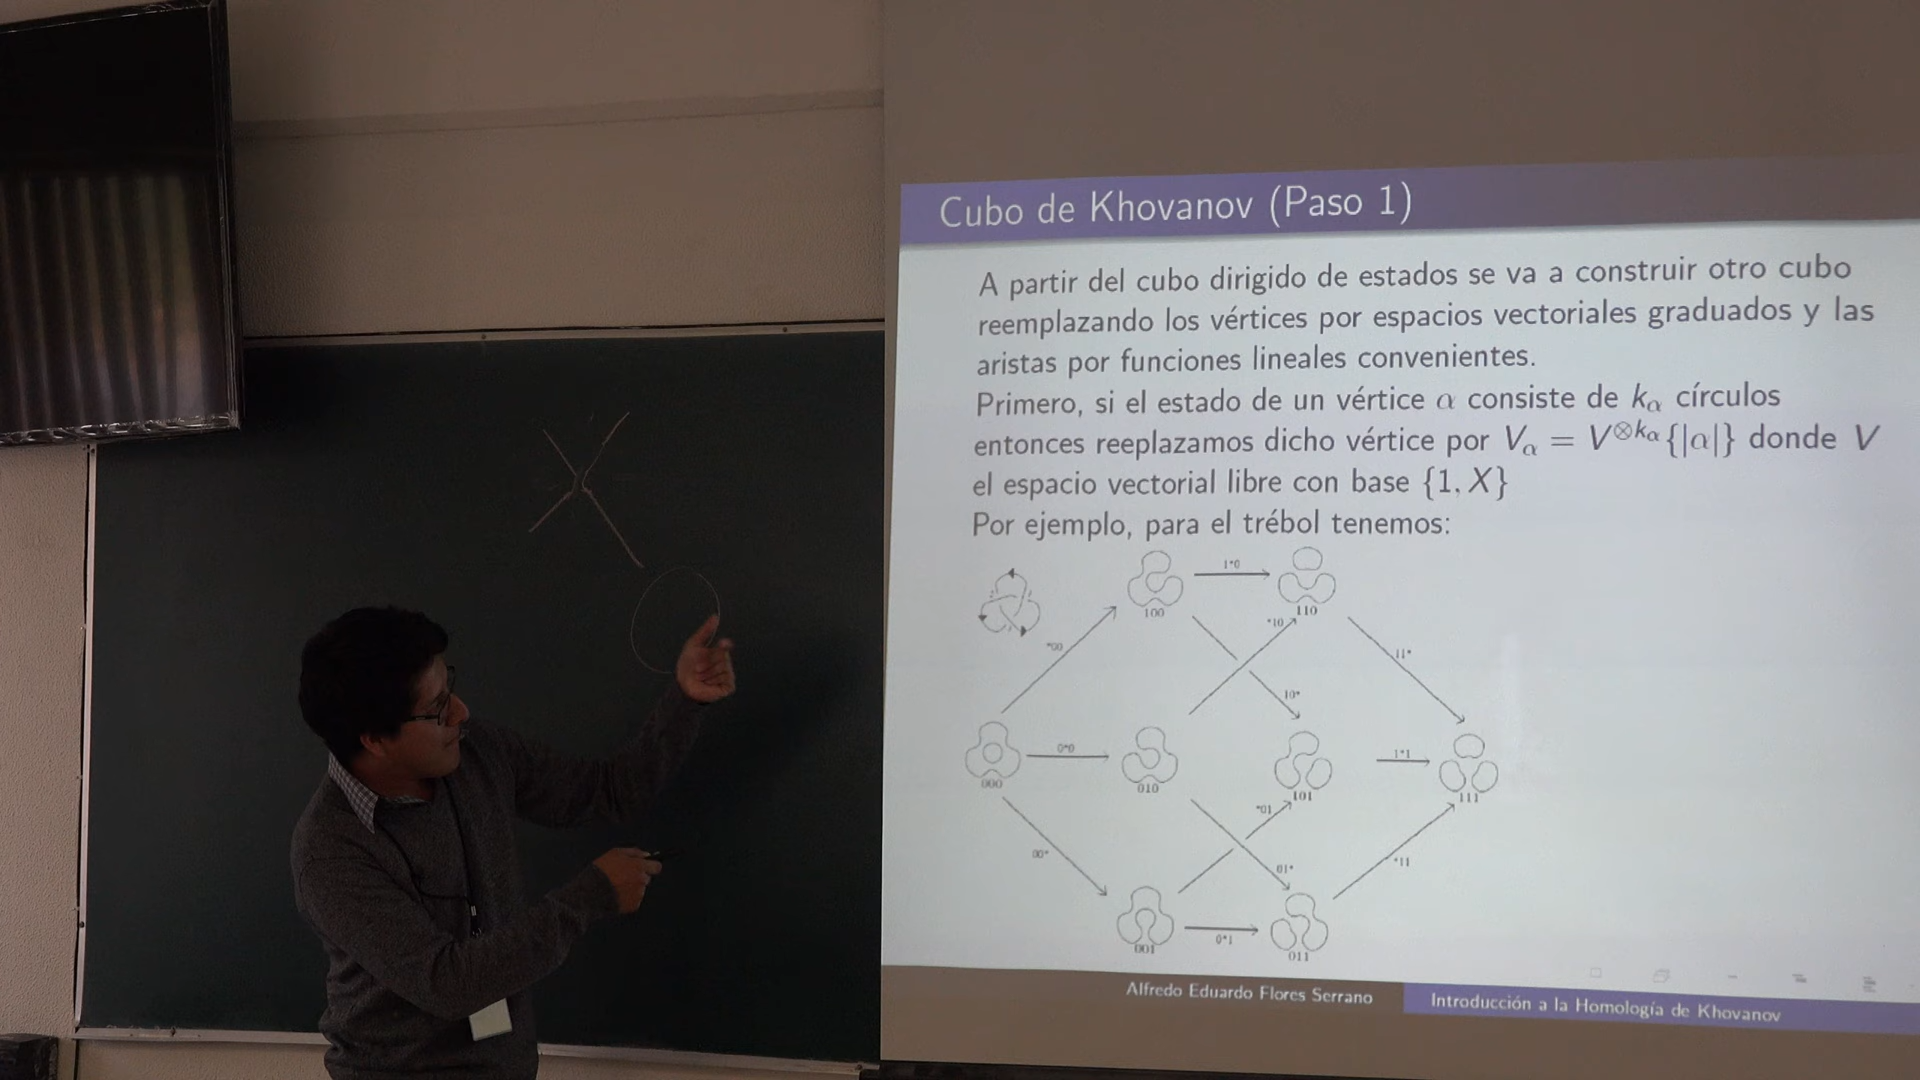 Cubo de Khovanov (Paso 1)
A partir del cubo dirigido de estados se va a construir otro cubo
reemplazando los vértices por espacios vectoriales graduados y las
aristas por funciones lineales convenientes.
Primero, si el estado de un vértice α consiste de kα círculos
entonces reeplazamos dicho vértice por Vα = V⊗kα{|α|} donde V
el espacio vectorial libre con base {1, X}
Por ejemplo, para el trébol tenemos:
1*0
100
110
*00
*10
11*
10*
0*0
1*1
000
010
101
111
*01
00*
01*
*11
001
0*1
011
Alfredo Eduardo Flores Serrano
Introducción a la Homología de Khovanov